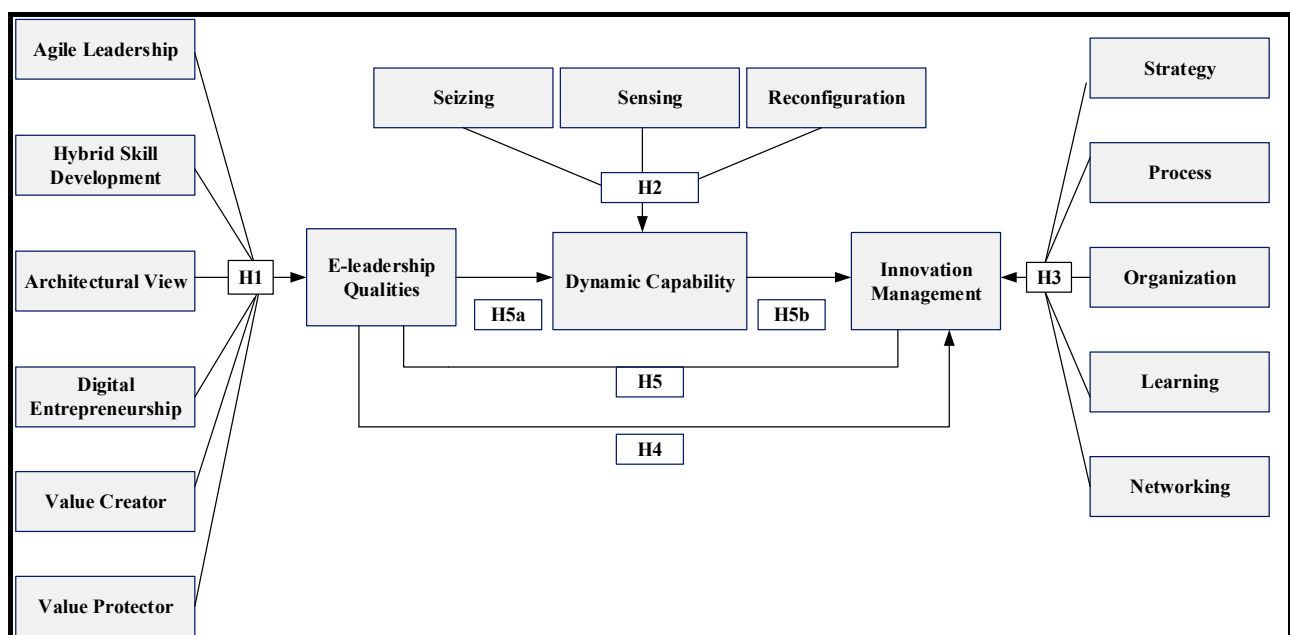 Agile Leadership
Hybrid Skill
Development
Architectural View
Digital
Entrepreneurship
Value Creator
Value Protector
H1
E-leadership
Qualities
Seizing
Sensing
Reconfiguration
H2
Dynamic Capability
H5a
H5b
H5
H4
Innovation
Management
H3
Strategy
Process
Organization
Learning
Networking